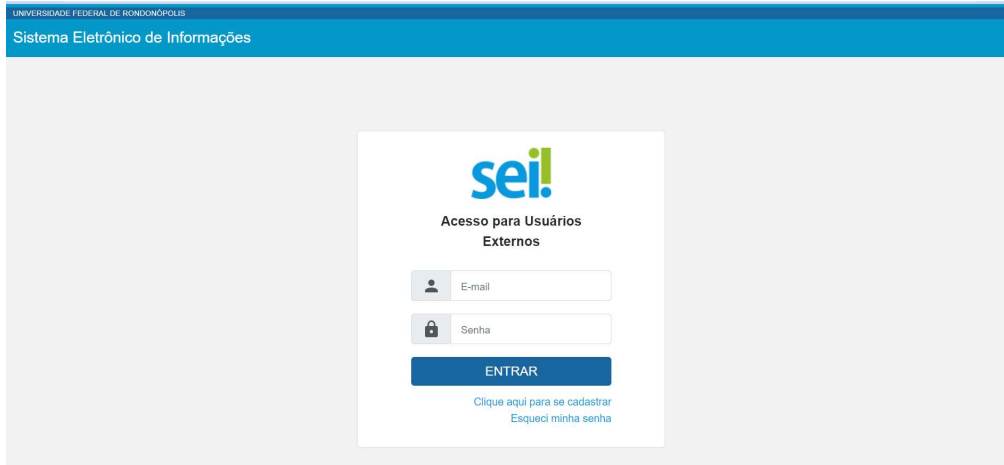 UNIVERSIDADE FEDERAL DE RONDONÓPOLIS
Sistema Eletrônico de Informações
sei!
Acesso para Usuários
Externos
E-mail
Senha
ENTRAR
Clique aqui para se cadastrar
Esqueci minha senha